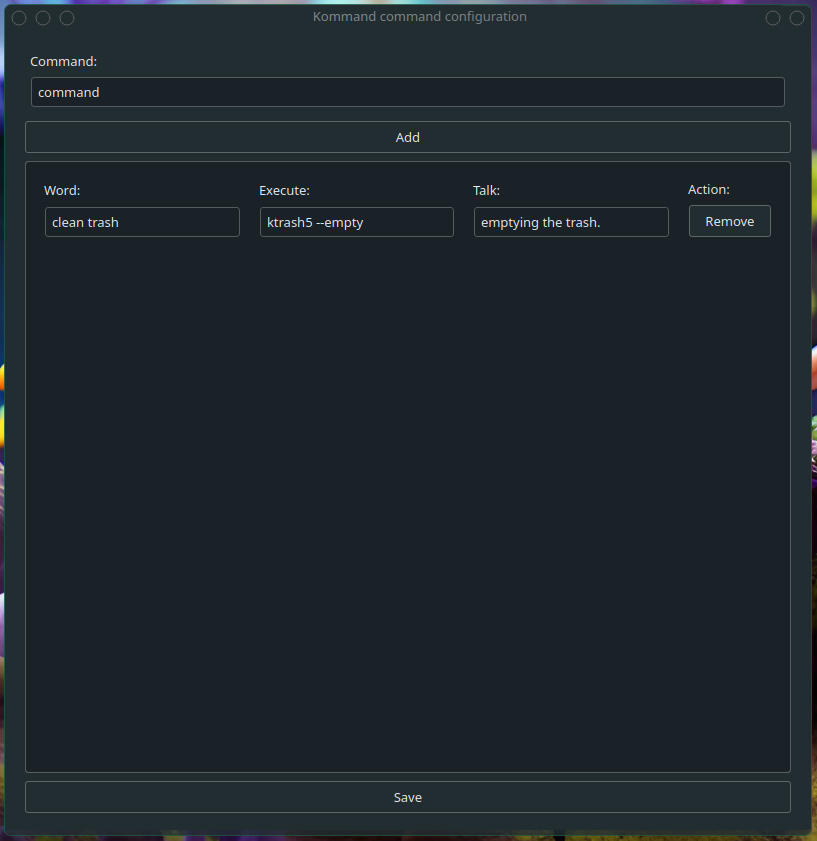 Kommand command configuration
Command:
command
Add
Word: Execute: Talk: Action:
clean trash ktrash5 --empty emptying the trash. Remove
Save